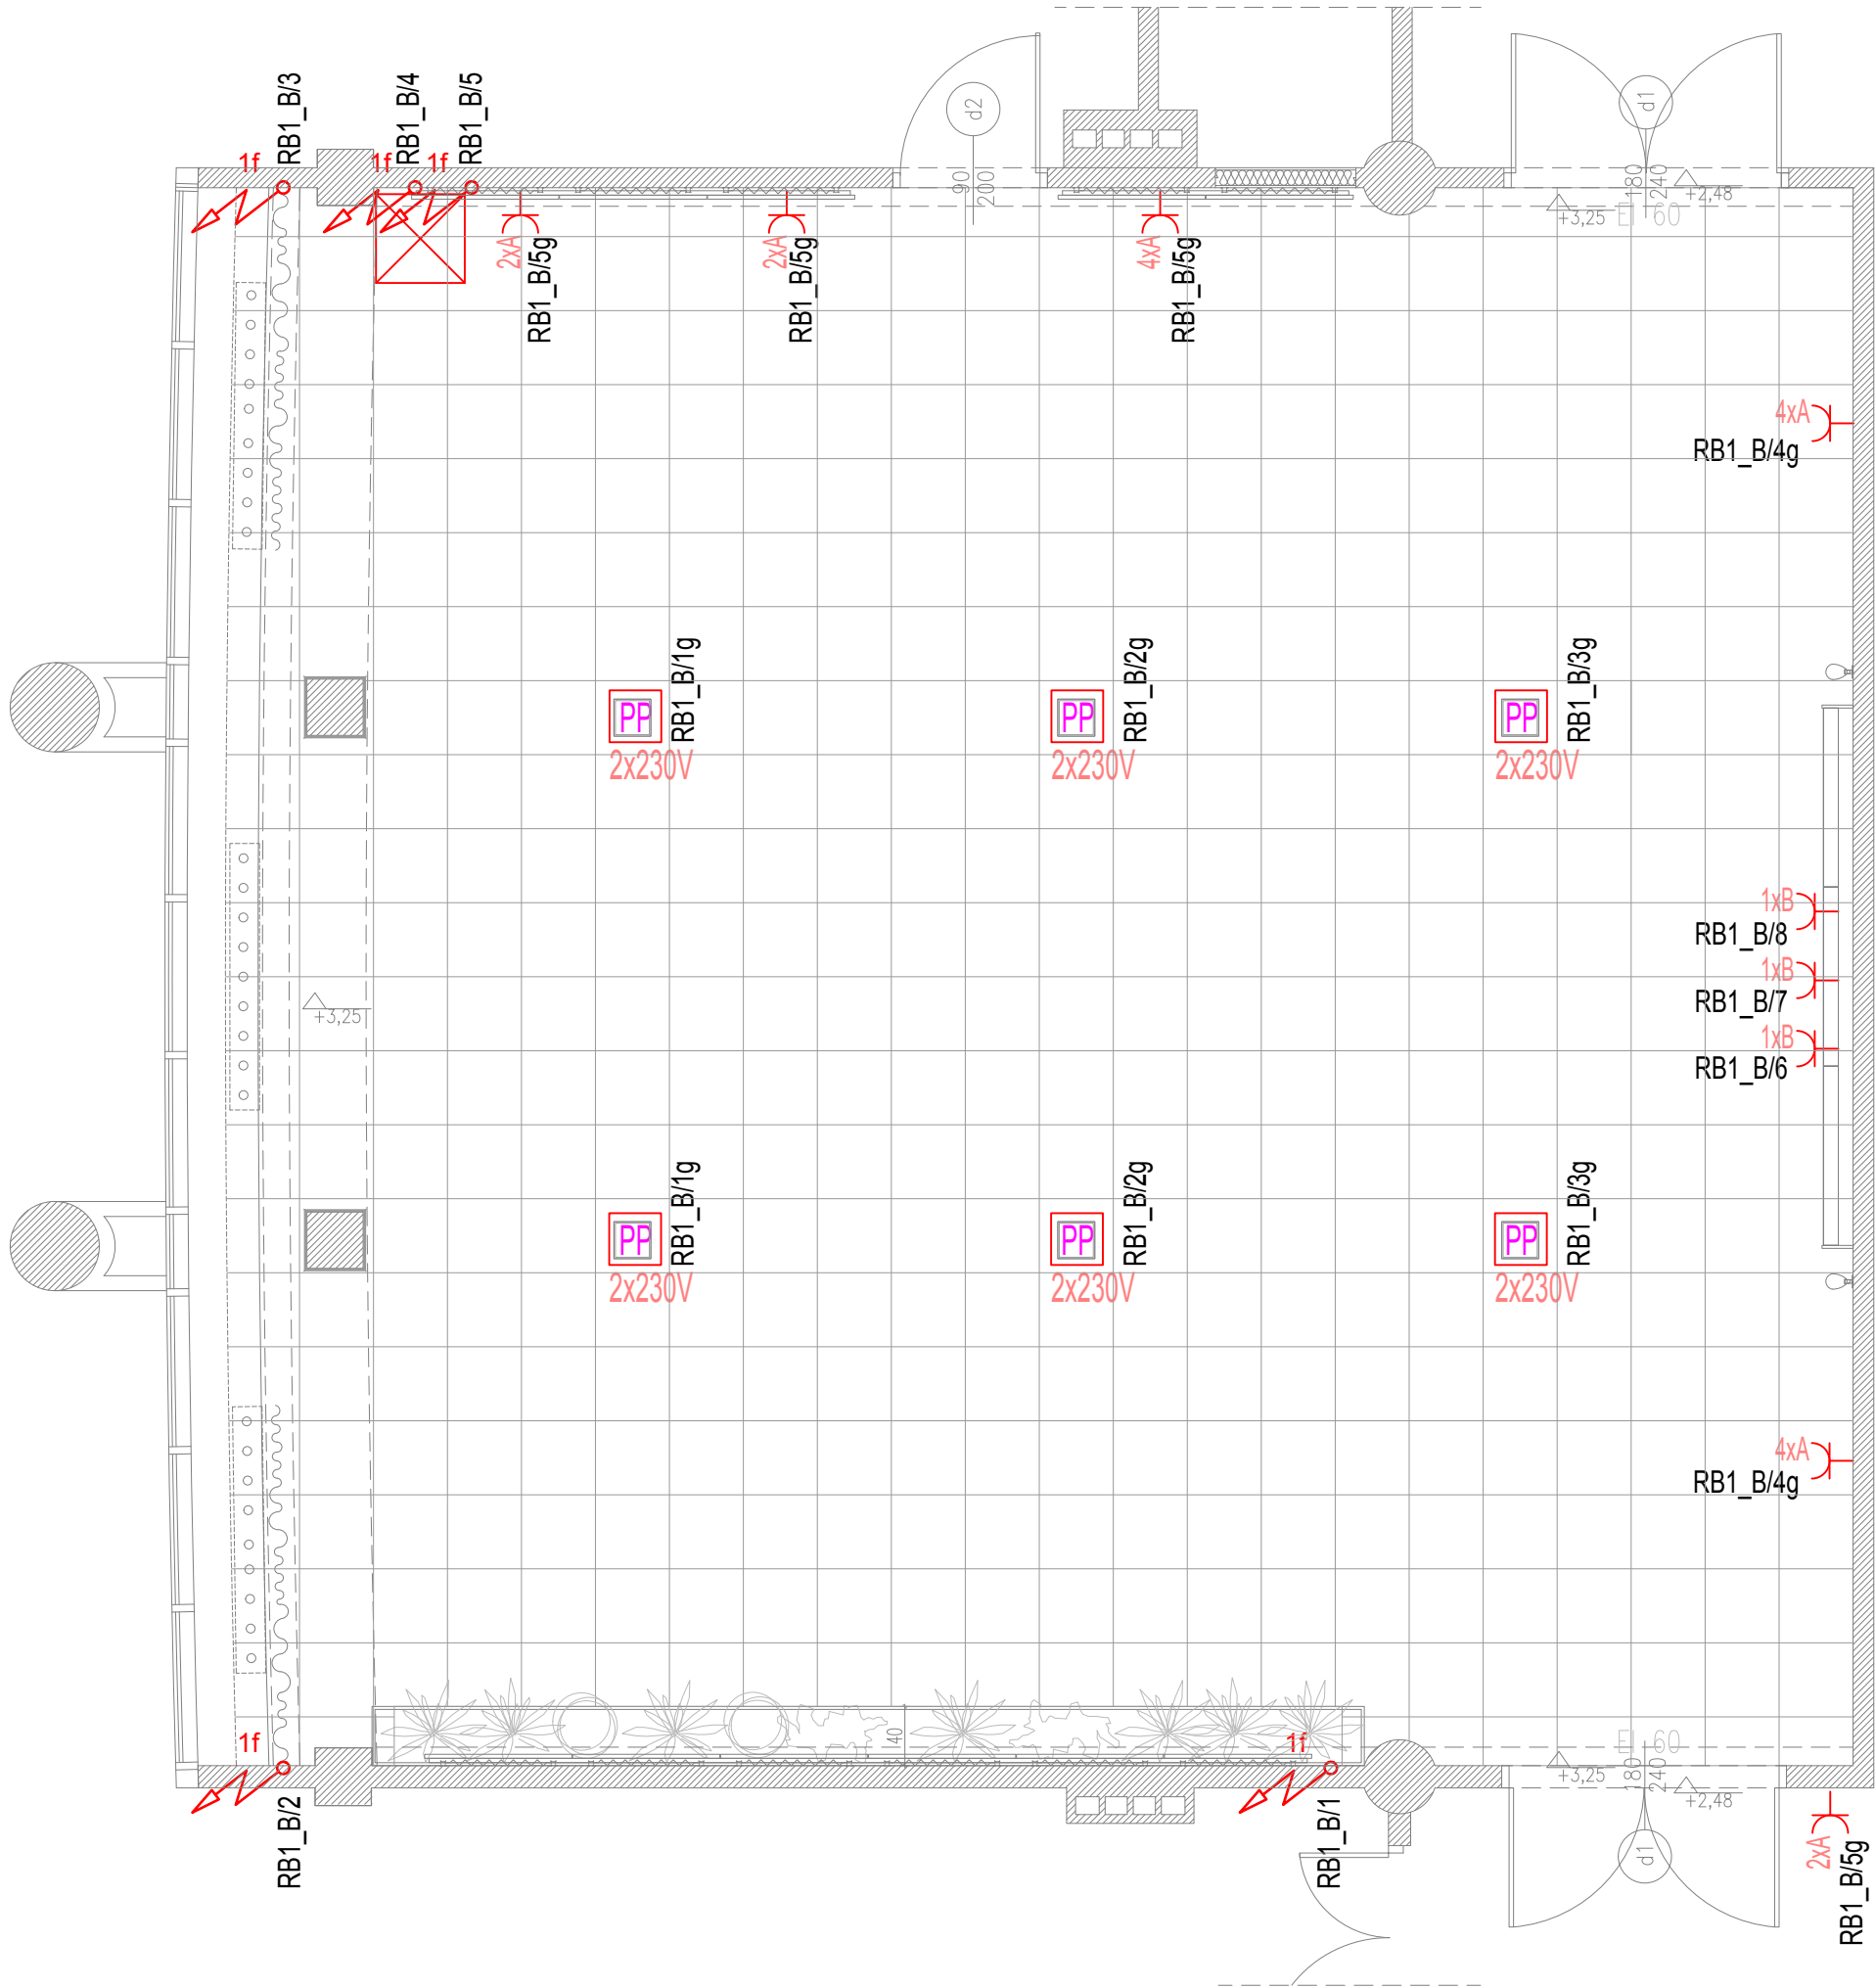 RB1_B/3
RB1_B/4
RB1_B/5
1f
1f
1f
d2
d1
90
200
180
240
+2,48
+3,25
EI 60
2xA
RB1_B/5g
2xA
RB1_B/5g
4xA
RB1_B/5g
4xA
RB1_B/4g
PP
RB1_B/1g
2x230V
PP
RB1_B/2g
2x230V
PP
RB1_B/3g
2x230V
1xB
RB1_B/8
1xB
RB1_B/7
+3,25
1xB
RB1_B/6
PP
RB1_B/1g
2x230V
PP
RB1_B/2g
2x230V
PP
RB1_B/3g
2x230V
4xA
RB1_B/4g
40
1f
RB1_B/2
1f
RB1_B/1
EI 60
+3,25
180
240
+2,48
d1
2xA
RB1_B/5g